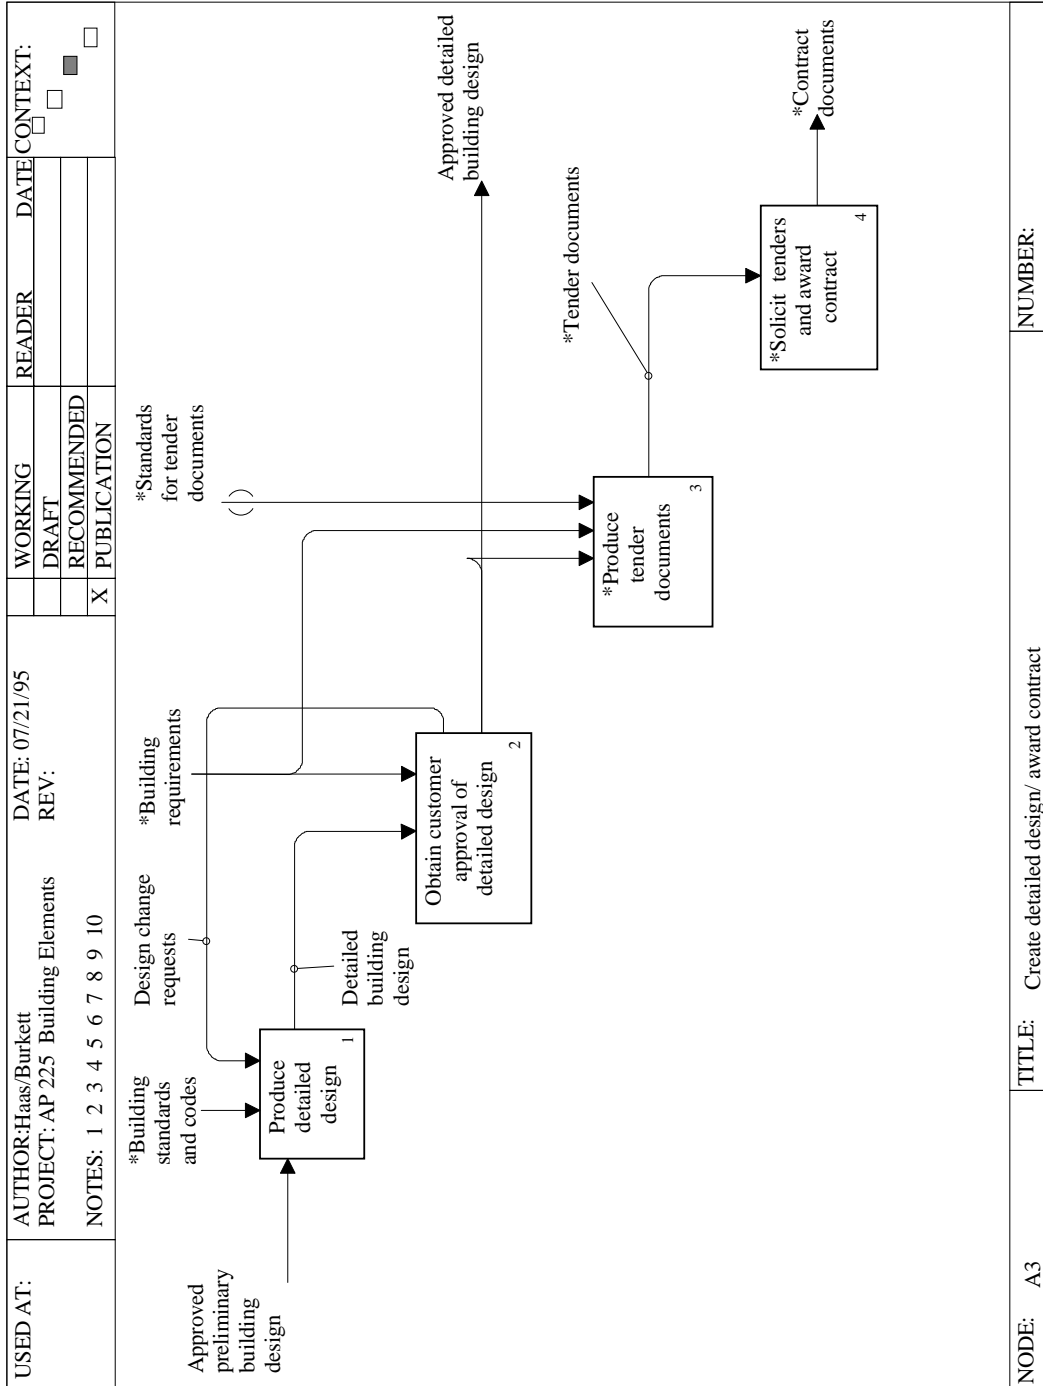 USED AT:
AUTHOR:Haas/Burkett
PROJECT: AP 225  Building Elements
NOTES: 1 2 3 4 5 6 7 8 9 10
DATE: 07/21/95
REV:
WORKING
DRAFT
RECOMMENDED
X PUBLICATION
READER
DATE
CONTEXT:
Approved
preliminary
building
design
*Building
standards
and codes
Design change
requests
*Building
requirements
*Standards
for tender
documents
Produce
detailed
design
1
Detailed
building
design
Obtain customer
approval of
detailed design
2
Approved detailed
building design
*Produce
tender
documents
3
*Tender documents
*Solicit tenders
and award
contract
4
*Contract
documents
NODE: A3
TITLE: Create detailed design/ award contract
NUMBER: